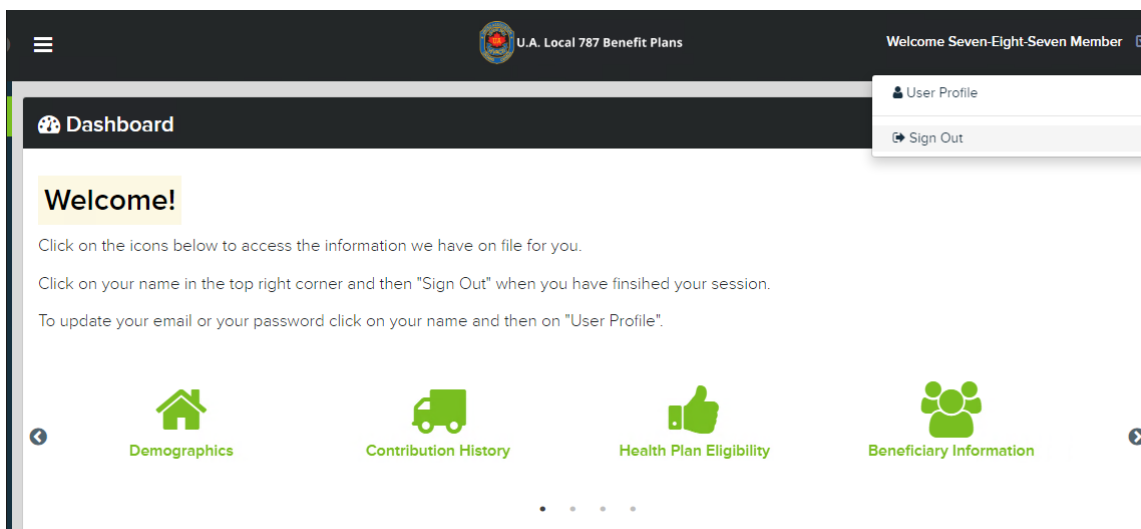 U.A. Local 787 Benefit Plans
Welcome Seven-Eight-Seven Member
User Profile
Sign Out
Dashboard
Welcome!
Click on the icons below to access the information we have on file for you.
Click on your name in the top right corner and then "Sign Out" when you have finsihed your session.
To update your email or your password click on your name and then on "User Profile".
Demographics
Contribution History
Health Plan Eligibility
Beneficiary Information